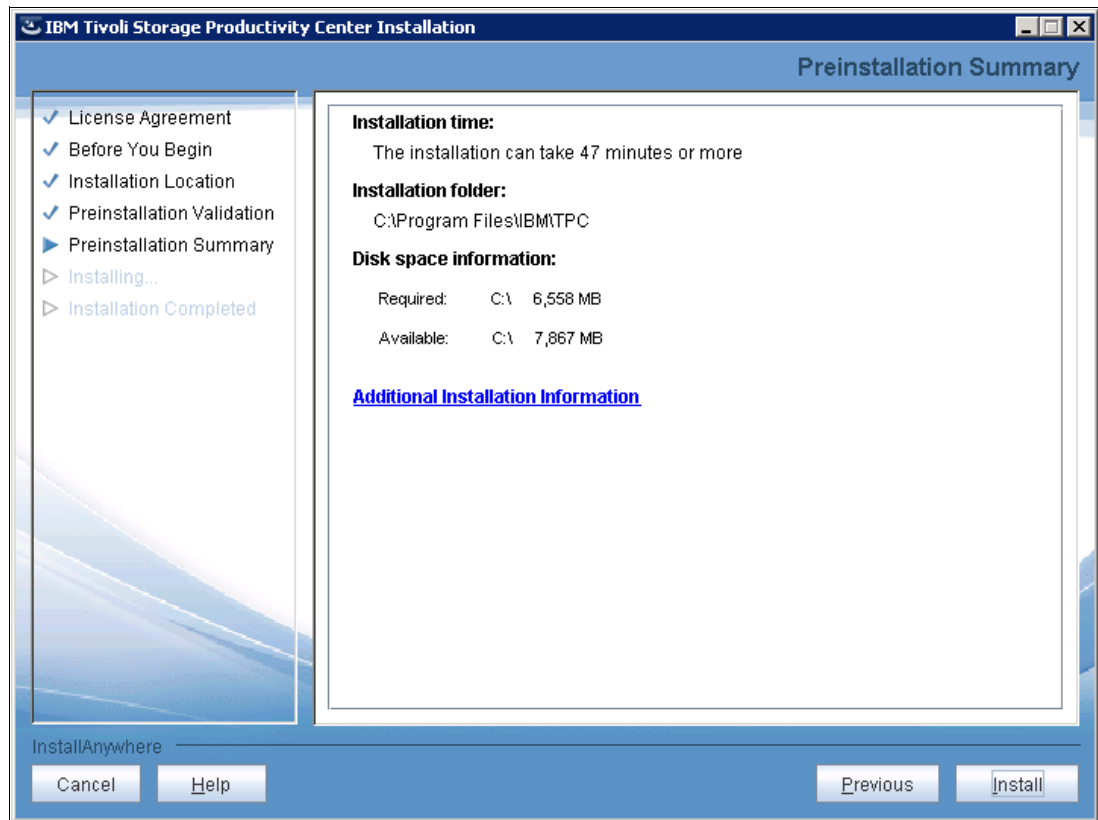 IBM Tivoli Storage Productivity Center Installation
Preinstallation Summary
License Agreement
Before You Begin
Installation Location
Preinstallation Validation
Preinstallation Summary
Installing...
Installation Completed
Installation time:
The installation can take 47 minutes or more
Installation folder:
C:\Program Files\IBM\TPC
Disk space information:
Required: C:\ 6,558 MB
Available: C:\ 7,867 MB
Additional Installation Information
InstallAnywhere
Cancel Help Previous Install